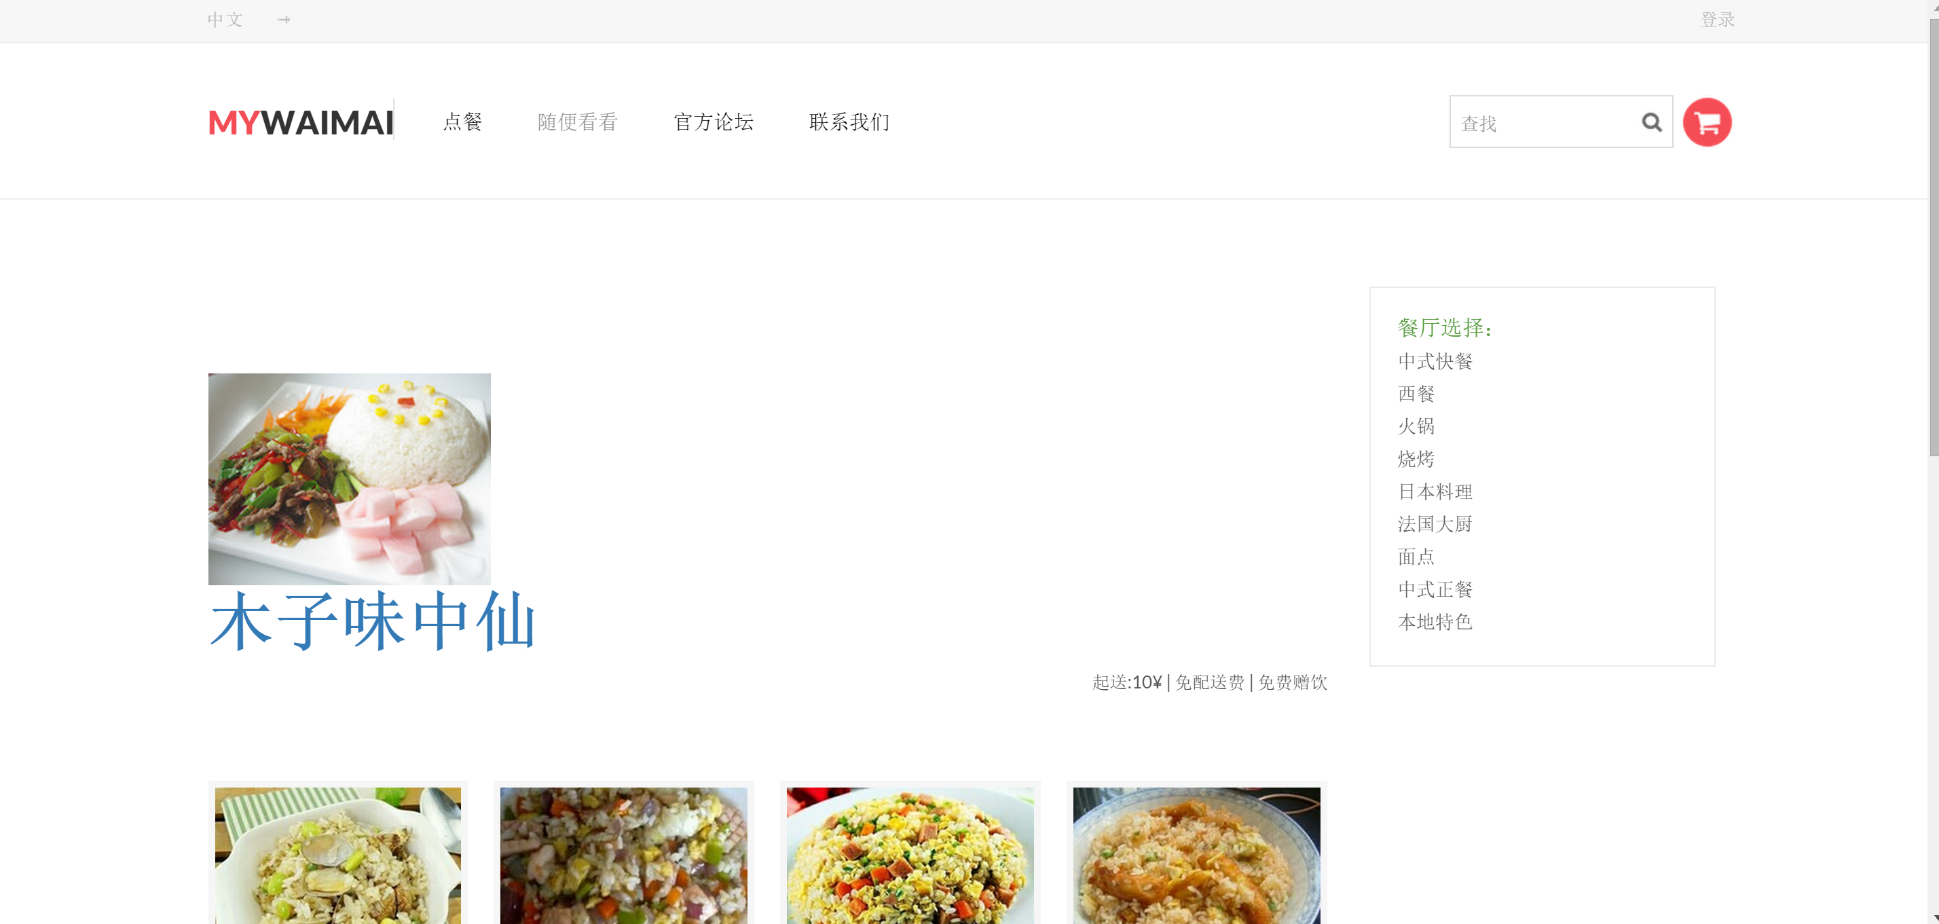 中文 →
登录
MYWAIMAI
点餐
随便看看
官方论坛
联系我们
查找
餐厅选择：
中式快餐
西餐
火锅
烧烤
日本料理
法国大厨
面点
中式正餐
本地特色
木子味中仙
起送:10¥ | 免配送费 | 免费赠饮